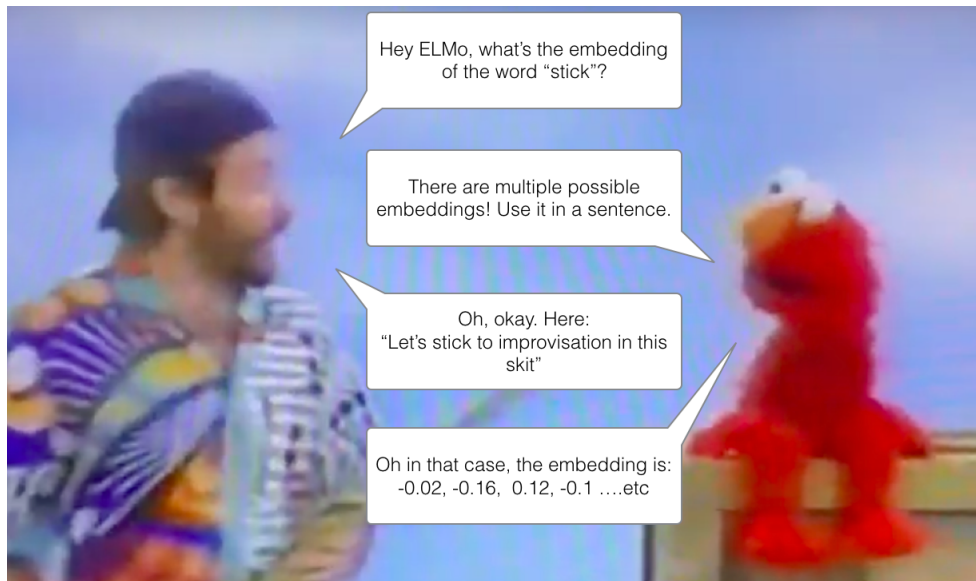 Hey ELMo, what's the embedding
of the word “stick”?
There are multiple possible
embeddings! Use it in a sentence.
Oh, okay. Here:
“Let's stick to improvisation in this
skit”
Oh in that case, the embedding is:
-0.02, -0.16, 0.12, -0.1 ….etc